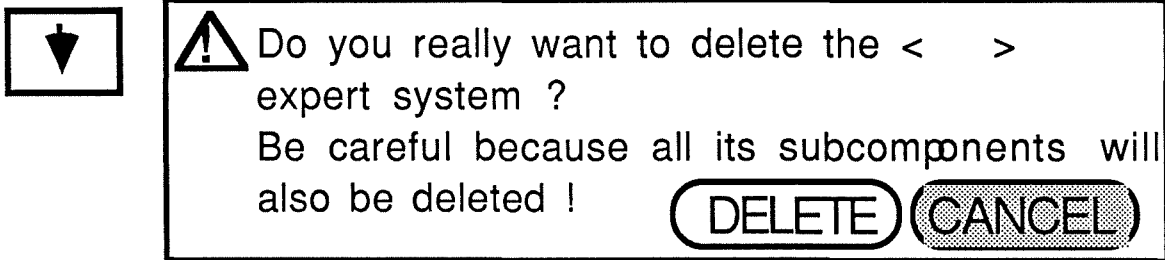 Do you really want to delete the < >
expert system ?
Be careful because all its subcomponents will
also be deleted !
DELETE CANCEL